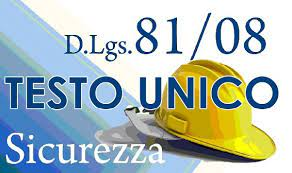 D.Lgs.81/08
TESTO UNICO
Sicurezza